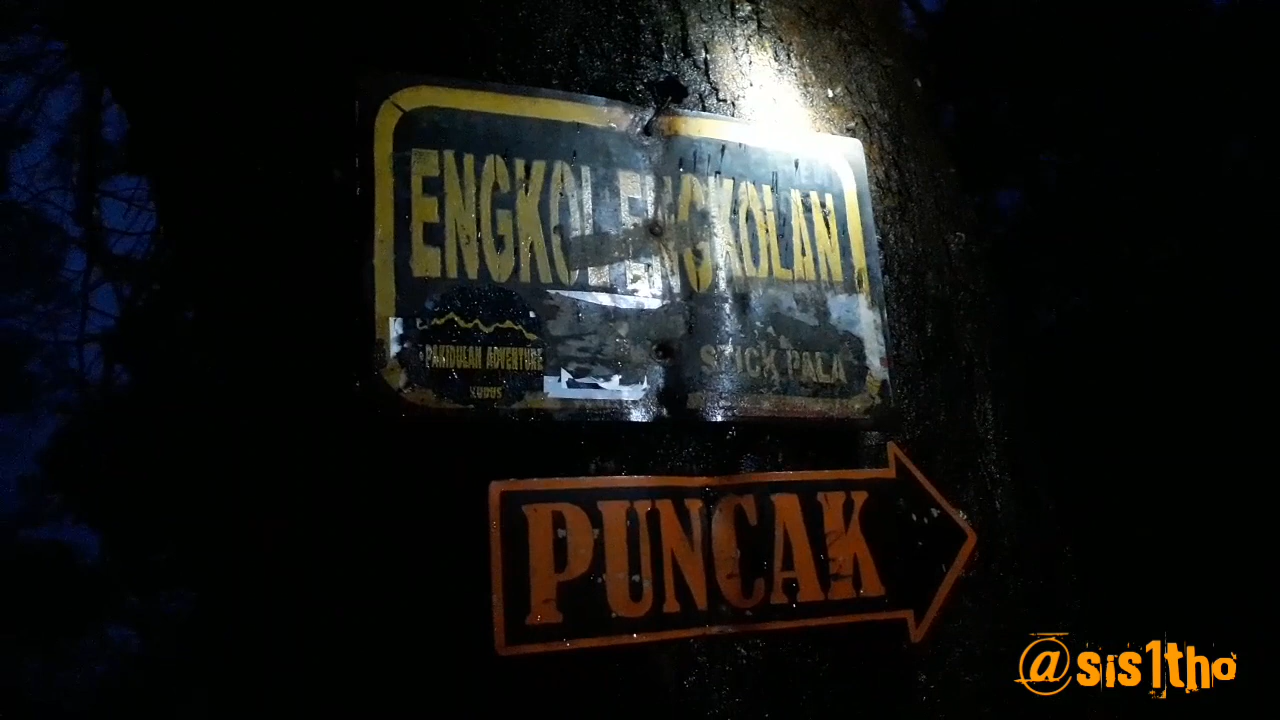 ENGKOL ENGKOLAN
PAKIDULAN ADVENTURE
KUDUS
STICK PALA
PUNCAK
@sis1tho